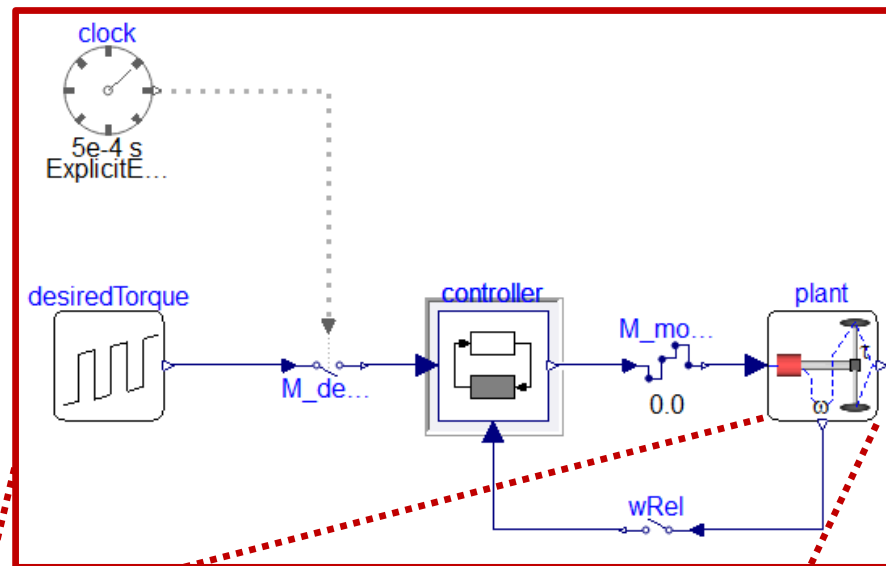 clock
5e-4 s
ExplicitE...
desiredTorque
M_de...
controller
M_mo...
0.0
plant
τ
ω
wRel